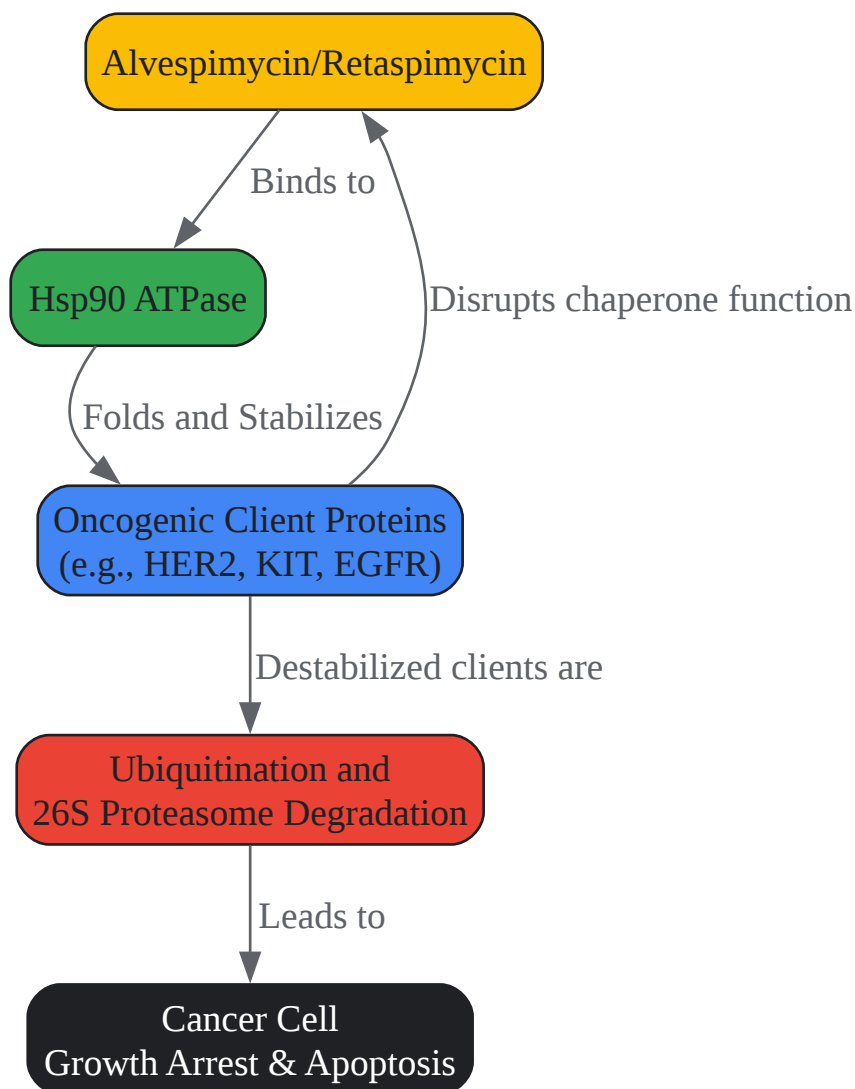 Alvespimycin/Retaspimycin
Binds to
Hsp90 ATPase
Disrupts chaperone function
Folds and Stabilizes
Oncogenic Client Proteins
(e.g., HER2, KIT, EGFR)
Destabilized clients are
Ubiquitination and
26S Proteasome Degradation
Leads to
Cancer Cell
Growth Arrest & Apoptosis